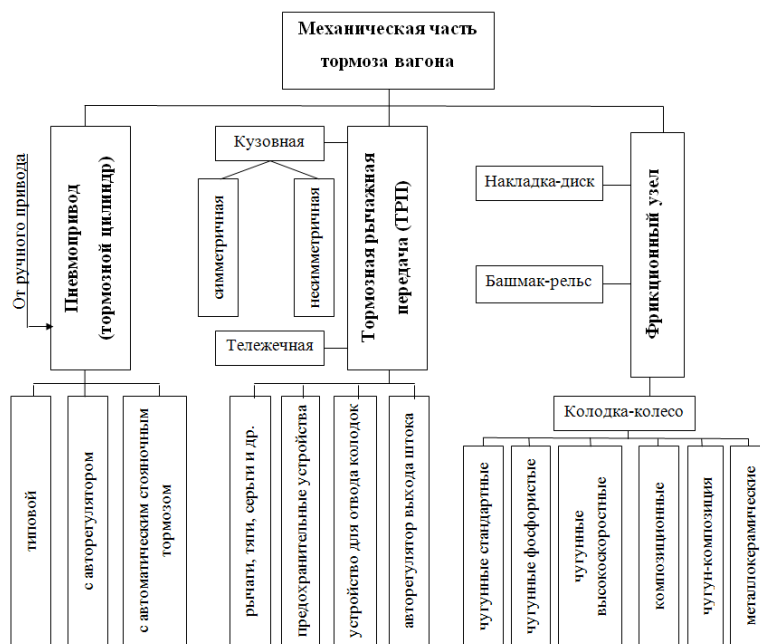 Механическая часть
тормоза вагона
От ручного привода
Пневмопривод
(тормозной цилиндр)
Кузовная
симметричная
несимметричная
Тормозная рычажная
передача (ТРП)
Тележечная
Накладка-диск
Башмак-рельс
Фрикционный узел
типовой
с авторегулятором
с автоматическим стояночным
тормозом
рычаги, тяги, серьги и др.
предохранительные устройства
устройство для отвода колодок
авторегулятор выхода штока
Колодка-колесо
чугунные стандартные
чугунные фосфористые
чугунные
высокоскоростные
композиционные
чугун-композиция
металлокерамические